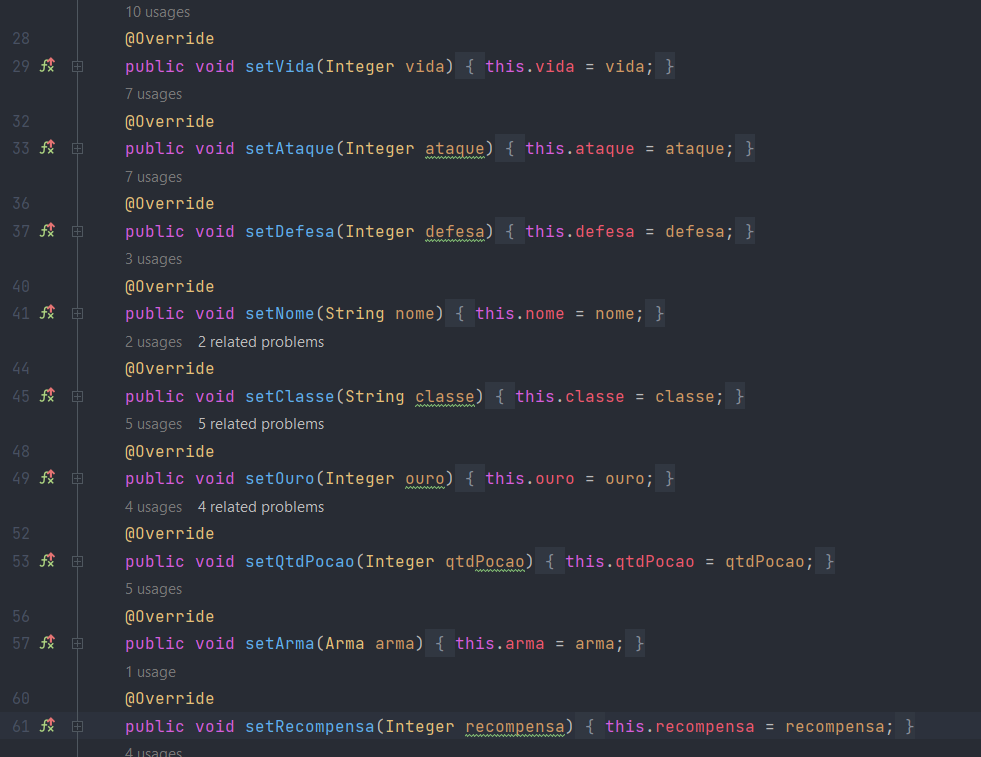 10 usages
28 @Override
29 public void setVida(Integer vida) { this.vida = vida; }
7 usages
32 @Override
33 public void setAtaque(Integer ataque) { this.ataque = ataque; }
7 usages
36 @Override
37 public void setDefesa(Integer defesa) { this.defesa = defesa; }
3 usages
40 @Override
41 public void setNome(String nome) { this.nome = nome; }
2 usages 2 related problems
44 @Override
45 public void setClasse(String classe) { this.classe = classe; }
5 usages 5 related problems
48 @Override
49 public void setOuro(Integer ouro) { this.ouro = ouro; }
4 usages 4 related problems
52 @Override
53 public void setQtdPocao(Integer qtdPocao) { this.qtdPocao = qtdPocao; }
5 usages
56 @Override
57 public void setArma(Arma arma) { this.arma = arma; }
1 usage
60 @Override
61 public void setRecompensa(Integer recompensa) { this.recompensa = recompensa; }
4 usages